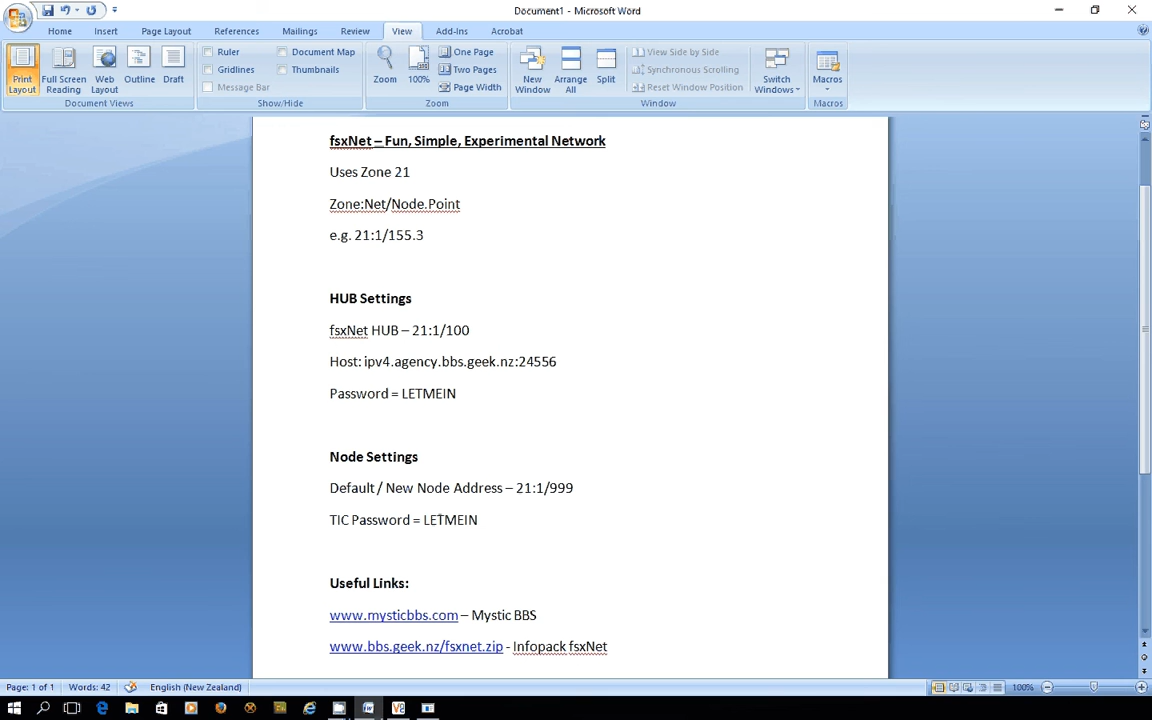 Document1 - Microsoft Word
Home Insert Page Layout References Mailings Review View Add-Ins Acrobat
Print Layout
Full Screen Reading
Web Layout
Outline
Draft
Document Views
Ruler
Gridlines
Message Bar
Document Map
Thumbnails
Show/Hide
Zoom
100%
One Page
Two Pages
Page Width
Zoom
New Window
Arrange All
Split
View Side by Side
Synchronous Scrolling
Reset Window Position
Window
Switch Windows
Macros
Macros
fsxNet – Fun, Simple, Experimental Network
Uses Zone 21
Zone:Net/Node.Point
e.g. 21:1/155.3
HUB Settings
fsxNet HUB – 21:1/100
Host: ipv4.agency.bbs.geek.nz:24556
Password = LETMEIN
Node Settings
Default / New Node Address – 21:1/999
TIC Password = LETMEIN
Useful Links:
www.mysticbbs.com – Mystic BBS
www.bbs.geek.nz/fsxnet.zip - Infopack fsxNet
Page: 1 of 1 Words: 42 English (New Zealand) 100%